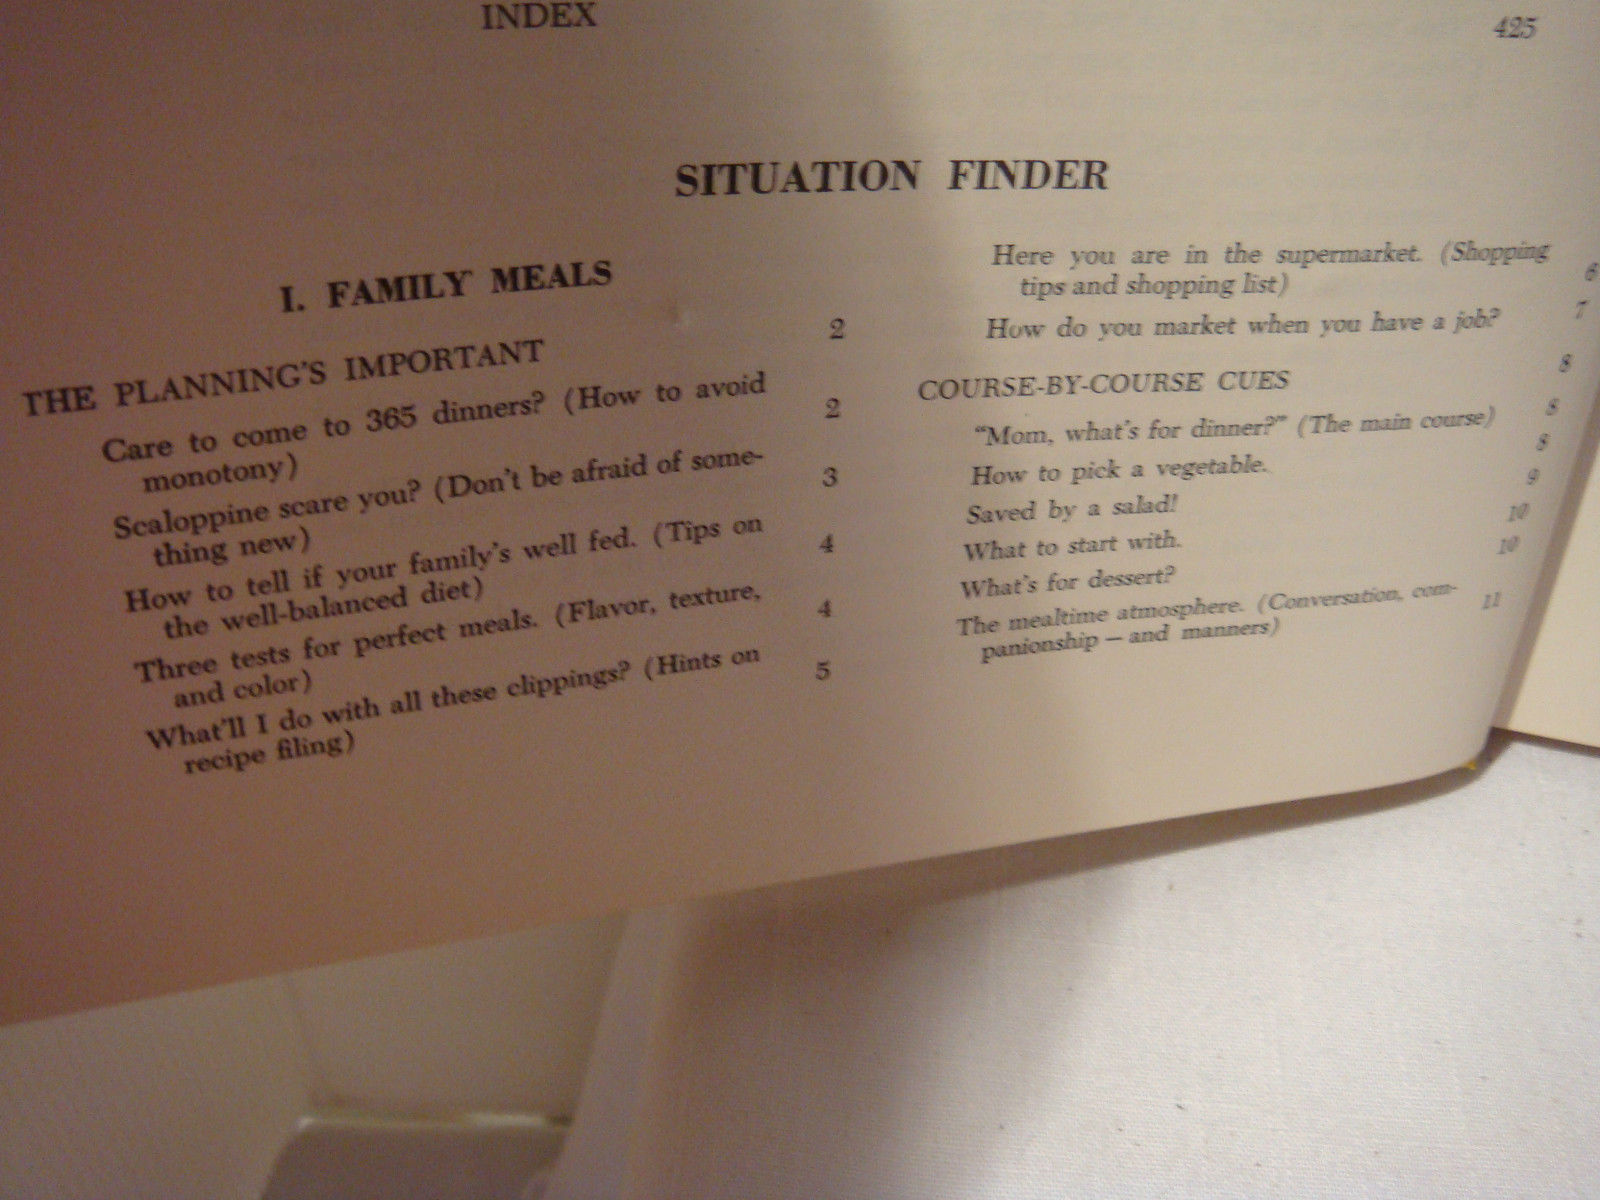 INDEX 425
SITUATION FINDER
I. FAMILY MEALS
THE PLANNING'S IMPORTANT 2
Care to come to 365 dinners? (How to avoid
monotony) 2
Scaloppine scare you? (Don't be afraid of some-
thing new) 3
How to tell if your family's well fed. (Tips on
the well-balanced diet) 4
Three tests for perfect meals. (Flavor, texture,
and color) 4
What'll I do with all these clippings? (Hints on
recipe filing) 5
Here you are in the supermarket. (Shopping
tips and shopping list) 6
How do you market when you have a job? 7
COURSE-BY-COURSE CUES 8
"Mom, what's for dinner?" (The main course) 8
How to pick a vegetable. 8
Saved by a salad! 9
What to start with. 10
What's for dessert? 10
The mealtime atmosphere. (Conversation, com-
panionship — and manners) 11